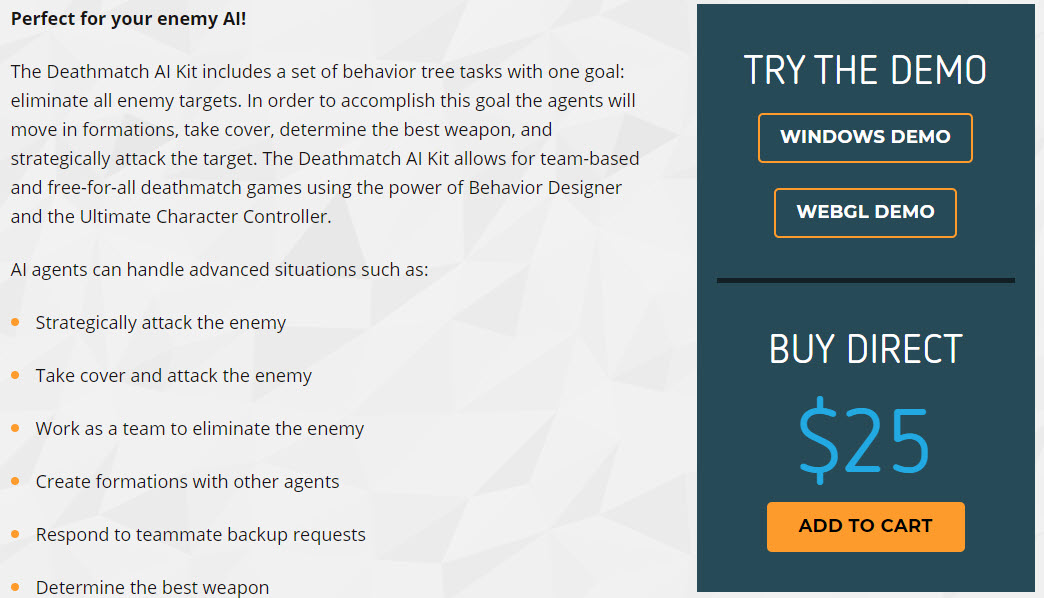 Perfect for your enemy AI!
The Deathmatch AI Kit includes a set of behavior tree tasks with one goal:
eliminate all enemy targets. In order to accomplish this goal the agents will
move in formations, take cover, determine the best weapon, and
strategically attack the target. The Deathmatch AI Kit allows for team-based
and free-for-all deathmatch games using the power of Behavior Designer
and the Ultimate Character Controller.
AI agents can handle advanced situations such as:
Strategically attack the enemy
Take cover and attack the enemy
Work as a team to eliminate the enemy
Create formations with other agents
Respond to teammate backup requests
Determine the best weapon
TRY THE DEMO
WINDOWS DEMO
WEBGL DEMO
BUY DIRECT
$25
ADD TO CART